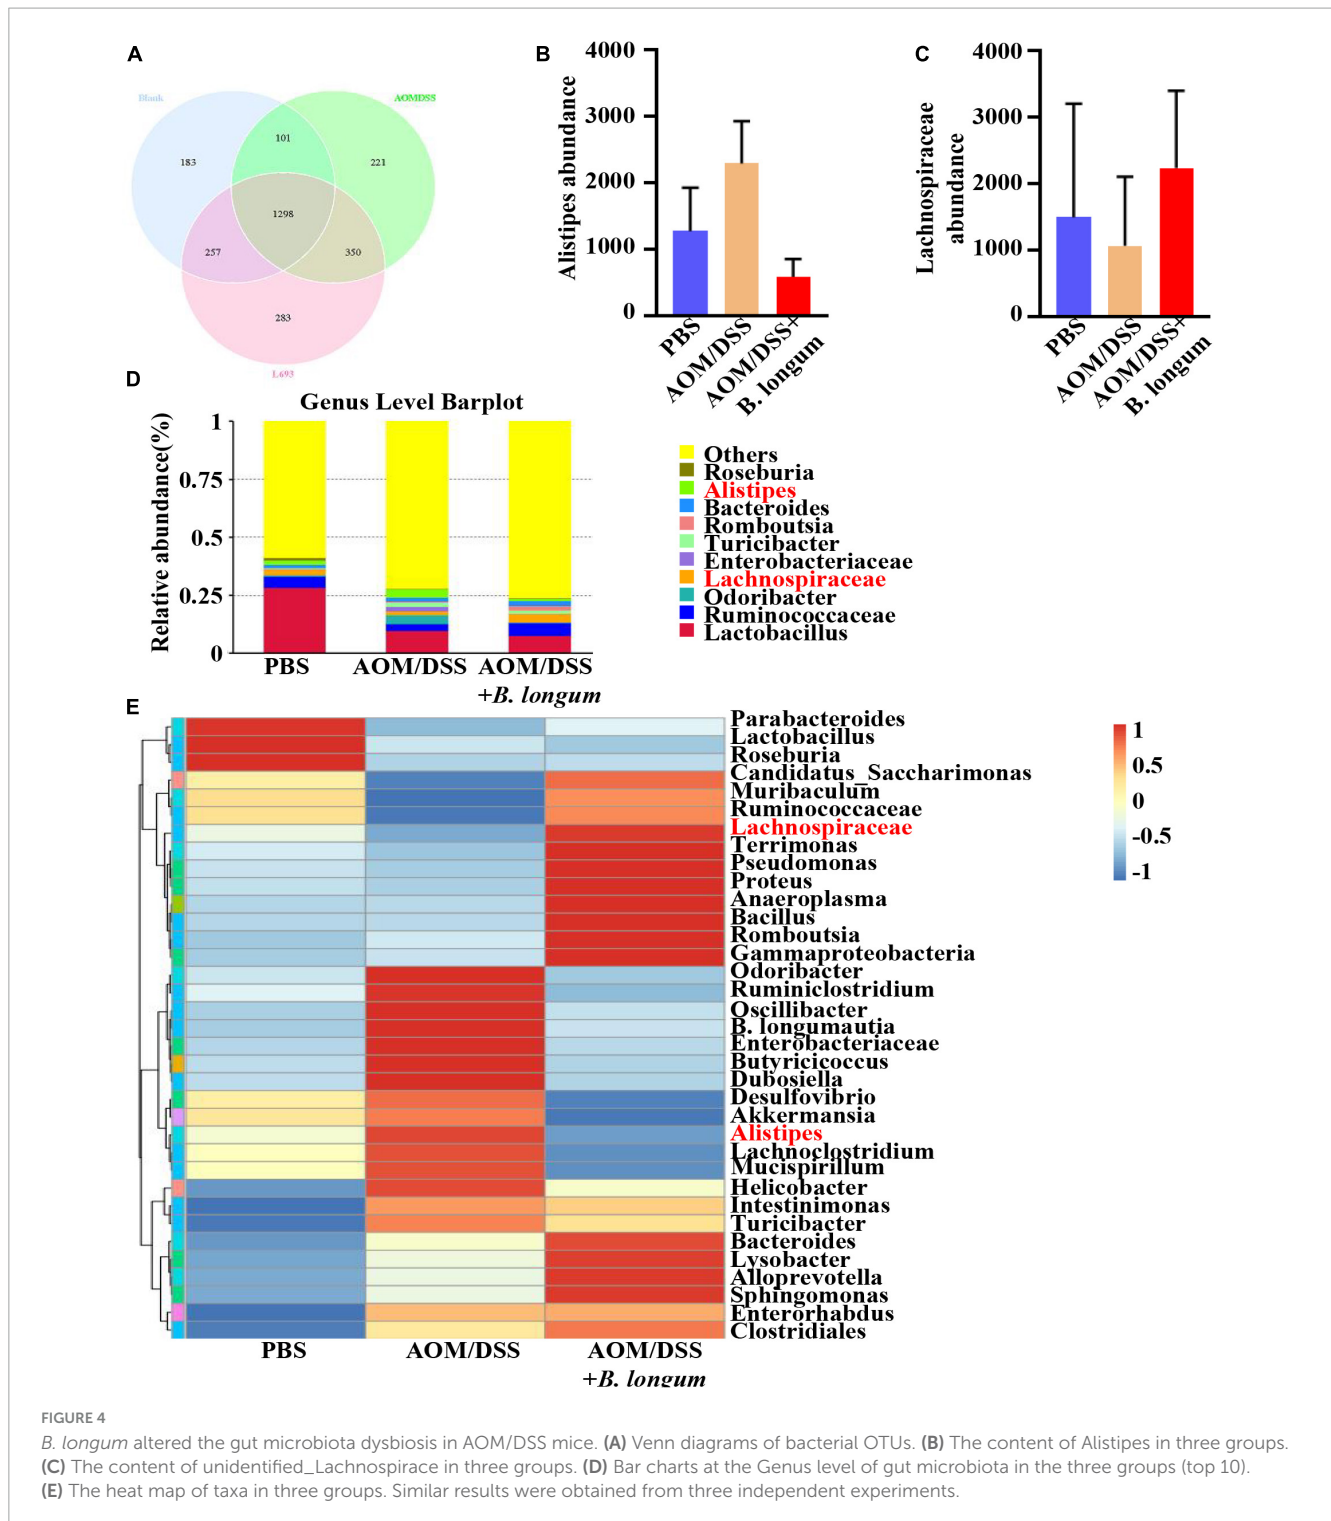 A
Blank
AOMDSS
101
183
221
1298
257
350
283
L693
B
Alistipes abundance
4000
3000
2000
1000
0
PBS
AOM/DSS
AOM/DSS+
B. longum
C
Lachnospiraceae
abundance
4000
3000
2000
1000
0
PBS
AOM/DSS
AOM/DSS+
B. longum
D
Genus Level Barplot
Relative abundance(%)
1
0.75
0.5
0.25
0
PBS
AOM/DSS
AOM/DSS
+B. longum
Others
Roseburia
Alistipes
Bacteroides
Romboutsia
Turicibacter
Enterobacteriaceae
Lachnospiraceae
Odoribacter
Ruminococcaceae
Lactobacillus
E
Parabacteroides
Lactobacillus
Roseburia
Candidatus_Saccharimonas
Muribaculum
Ruminococcaceae
Lachnospiraceae
Terrimonas
Pseudomonas
Proteus
Anaeroplasma
Bacillus
Romboutsia
Gammaproteobacteria
Odoribacter
Ruminiclostridium
Oscillibacter
B. longumautia
Enterobacteriaceae
Butyricicoccus
Dubosiella
Desulfovibrio
Akkermansia
Alistipes
Lachnoclostridium
Mucispirillum
Helicobacter
Intestinimonas
Turicibacter
Bacteroides
Lysobacter
Alloprevotella
Sphingomonas
Enterorhabdus
Clostridiales
1
0.5
0
-0.5
-1
PBS
AOM/DSS
AOM/DSS
+B. longum
FIGURE 4
B. longum altered the gut microbiota dysbiosis in AOM/DSS mice. (A) Venn diagrams of bacterial OTUs. (B) The content of Alistipes in three groups.
(C) The content of unidentified_Lachnospirace in three groups. (D) Bar charts at the Genus level of gut microbiota in the three groups (top 10).
(E) The heat map of taxa in three groups. Similar results were obtained from three independent experiments.